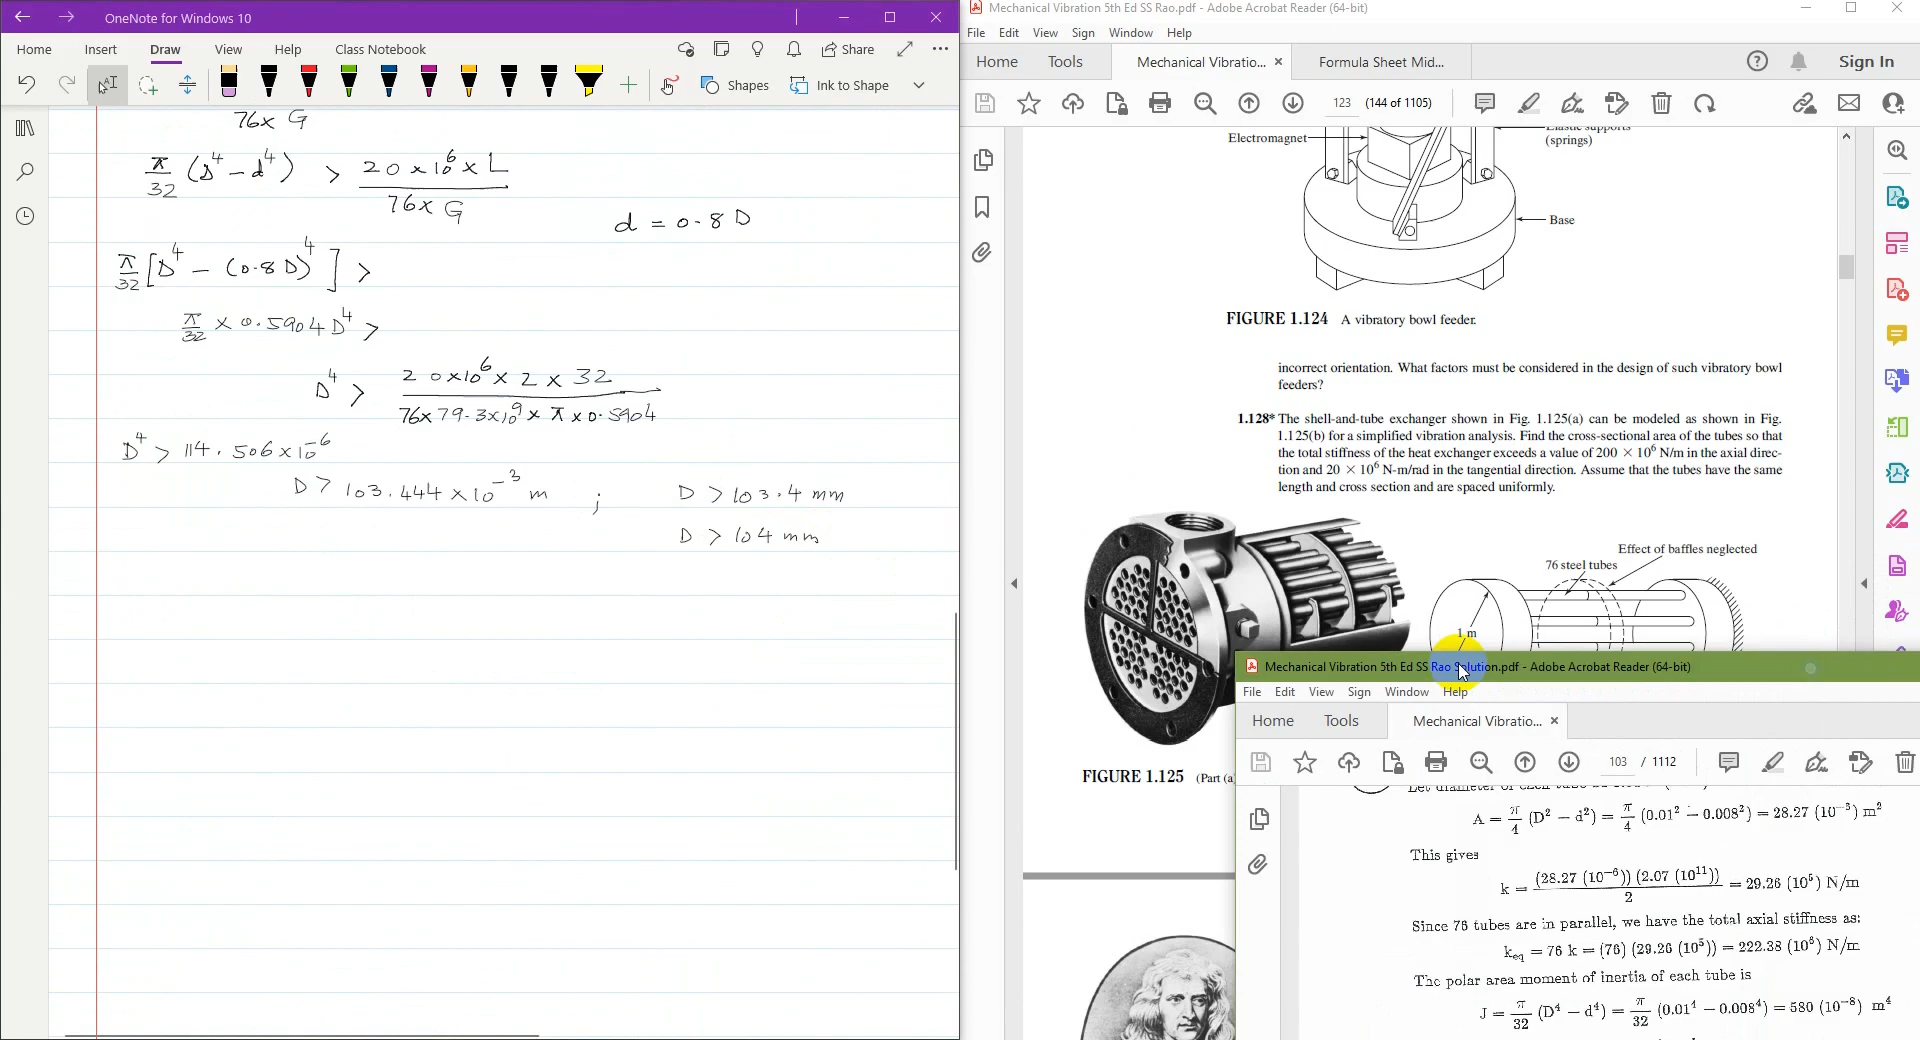 OneNote for Windows 10
Home Insert Draw View Help Class Notebook Share
Shapes Ink to Shape
76 x G
π/32 (D⁴ - d⁴) > 20 x 10⁶ x L / 76 x G
d = 0.8 D
π/32 [D⁴ - (0.8 D)⁴] >
π/32 x 0.5904 D⁴ >
D⁴ > 20x10⁶ x 2 x 32 / 76x 79.3x10⁹ x π x 0.5904
D⁴ > 114.506x10⁻⁶
D > 103.444 x 10⁻³ m ; D > 103.4 mm
D > 104 mm
Mechanical Vibration 5th Ed SS Rao.pdf - Adobe Acrobat Reader (64-bit)
File Edit View Sign Window Help
Home Tools Mechanical Vibratio... × Formula Sheet Mid... Sign In
123 (144 of 1105)
Electromagnet
Elastic supports
(springs)
Base
FIGURE 1.124 A vibratory bowl feeder.
incorrect orientation. What factors must be considered in the design of such vibratory bowl
feeders?
1.128* The shell-and-tube exchanger shown in Fig. 1.125(a) can be modeled as shown in Fig.
1.125(b) for a simplified vibration analysis. Find the cross-sectional area of the tubes so that
the total stiffness of the heat exchanger exceeds a value of 200 × 10⁶ N/m in the axial direc-
tion and 20 × 10⁶ N-m/rad in the tangential direction. Assume that the tubes have the same
length and cross section and are spaced uniformly.
Effect of baffles neglected
76 steel tubes
1 m
FIGURE 1.125 (Part (a
Mechanical Vibration 5th Ed SS Rao Solution.pdf - Adobe Acrobat Reader (64-bit)
File Edit View Sign Window Help
Home Tools Mechanical Vibratio... ×
103 / 1112
Let diameter of each tube be
A = π/4 (D² – d²) = π/4 (0.01² – 0.008²) = 28.27 (10⁻⁵) m²
This gives
k = (28.27 (10⁻⁶)) (2.07 (10¹¹)) / 2 = 29.26 (10⁵) N/m
Since 76 tubes are in parallel, we have the total axial stiffness as:
keq = 76 k = (76) (29.26 (10⁵)) = 222.38 (10⁶) N/m
The polar area moment of inertia of each tube is
J = π/32 (D⁴ – d⁴) = π/32 (0.01⁴ – 0.008⁴) = 580 (10⁻⁸) m⁴